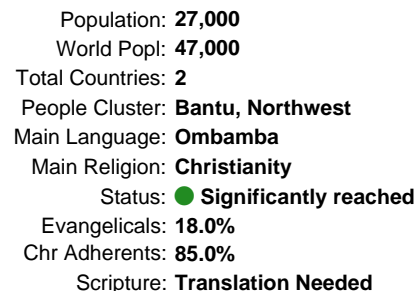 Population: 27,000
World Popl: 47,000
Total Countries: 2
People Cluster: Bantu, Northwest
Main Language: Ombamba
Main Religion: Christianity
Status: Significantly reached
Evangelicals: 18.0%
Chr Adherents: 85.0%
Scripture: Translation Needed